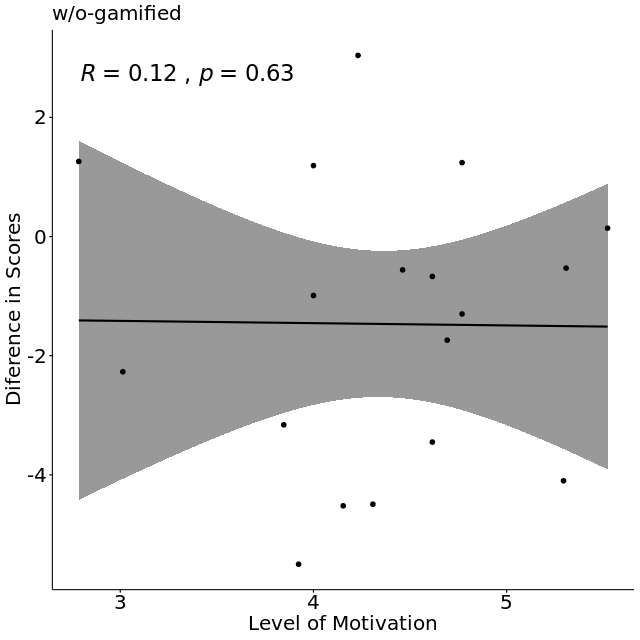 w/o-gamified
R = 0.12 , p = 0.63
2
0
-2
-4
Diference in Scores
3 4 5
Level of Motivation